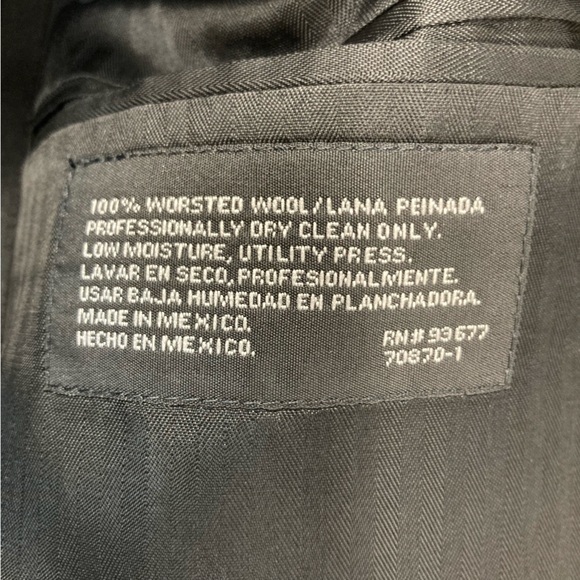 100% WORSTED WOOL/LANA PEINADA
PROFESSIONALLY DRY CLEAN ONLY.
LOW MOISTURE, UTILITY PRESS.
LAVAR EN SECO, PROFESIONALMENTE.
USAR BAJA HUMEDAD EN PLANCHADORA.
MADE IN MEXICO.
HECHO EN MEXICO.
RN# 93677
70870-1